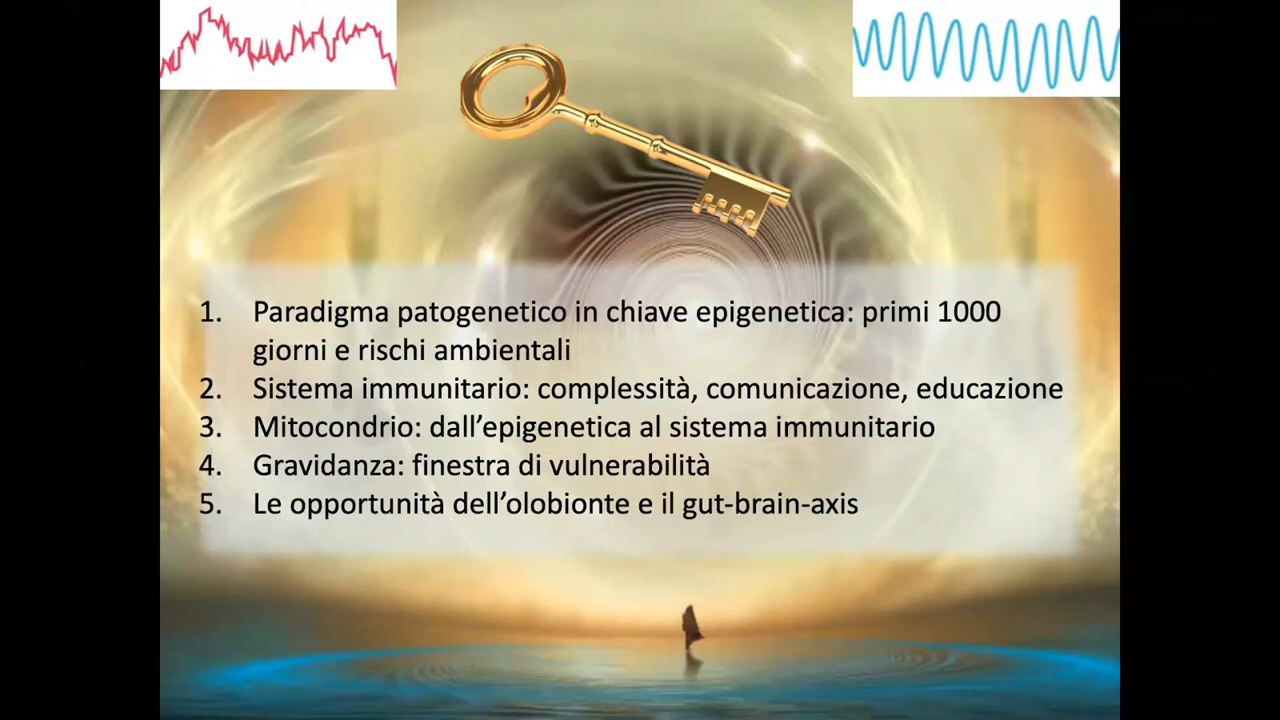 1. Paradigma patogenetico in chiave epigenetica: primi 1000
giorni e rischi ambientali
2. Sistema immunitario: complessità, comunicazione, educazione
3. Mitocondrio: dall’epigenetica al sistema immunitario
4. Gravidanza: finestra di vulnerabilità
5. Le opportunità dell’olobionte e il gut-brain-axis